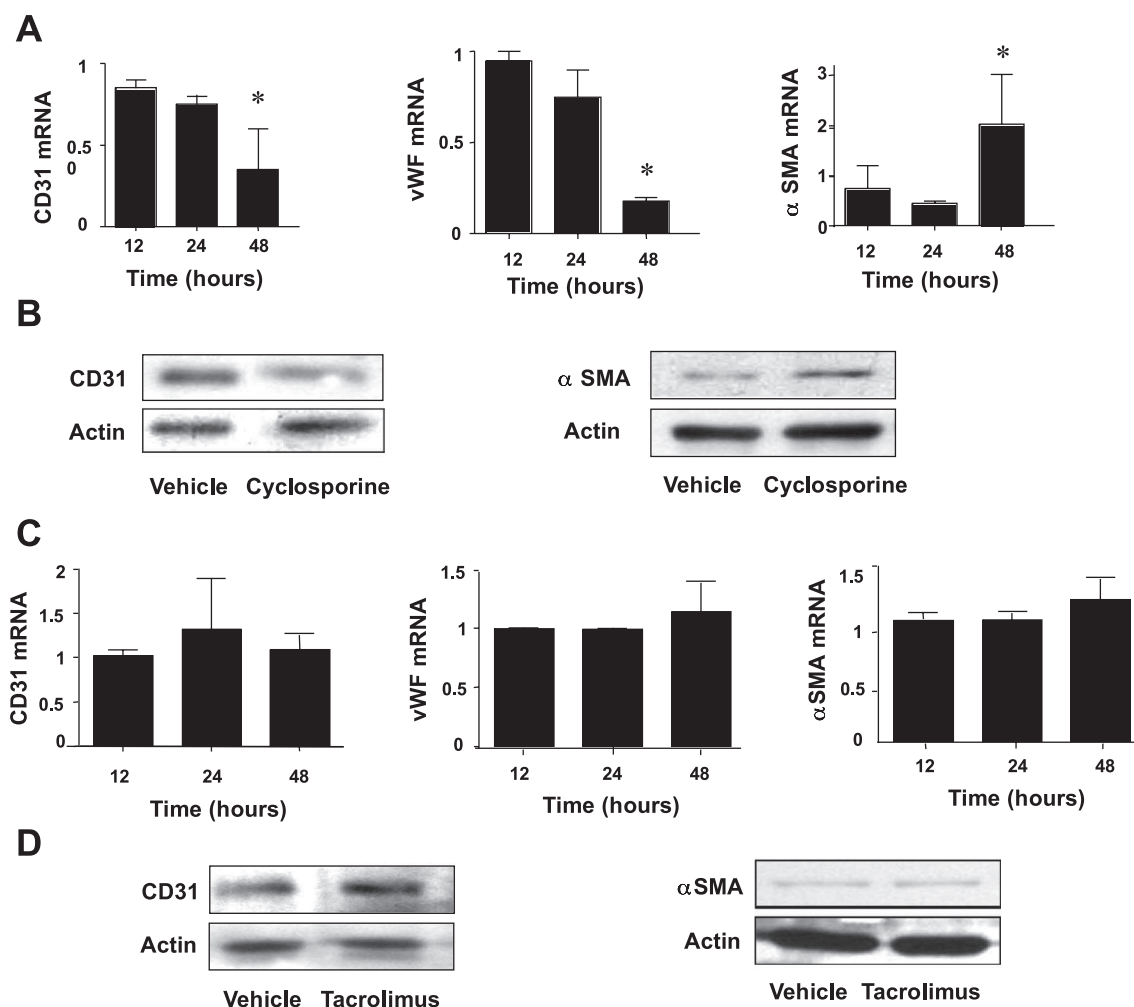 A
CD31 mRNA
1
0.5
0
0
12 24 48
Time (hours)
*
vWF mRNA
1
0.5
0
12 24 48
Time (hours)
*
α SMA mRNA
3
2
1
0
12 24 48
Time (hours)
*
B
CD31
Actin
Vehicle Cyclosporine
α SMA
Actin
Vehicle Cyclosporine
C
CD31 mRNA
2
1.5
1
0.5
0
12 24 48
Time (hours)
vWF mRNA
1.5
1
0.5
0
12 24 48
Time (hours)
αSMA mRNA
1.5
1
0.5
0
12 24 48
Time (hours)
D
CD31
Actin
Vehicle Tacrolimus
αSMA
Actin
Vehicle Tacrolimus